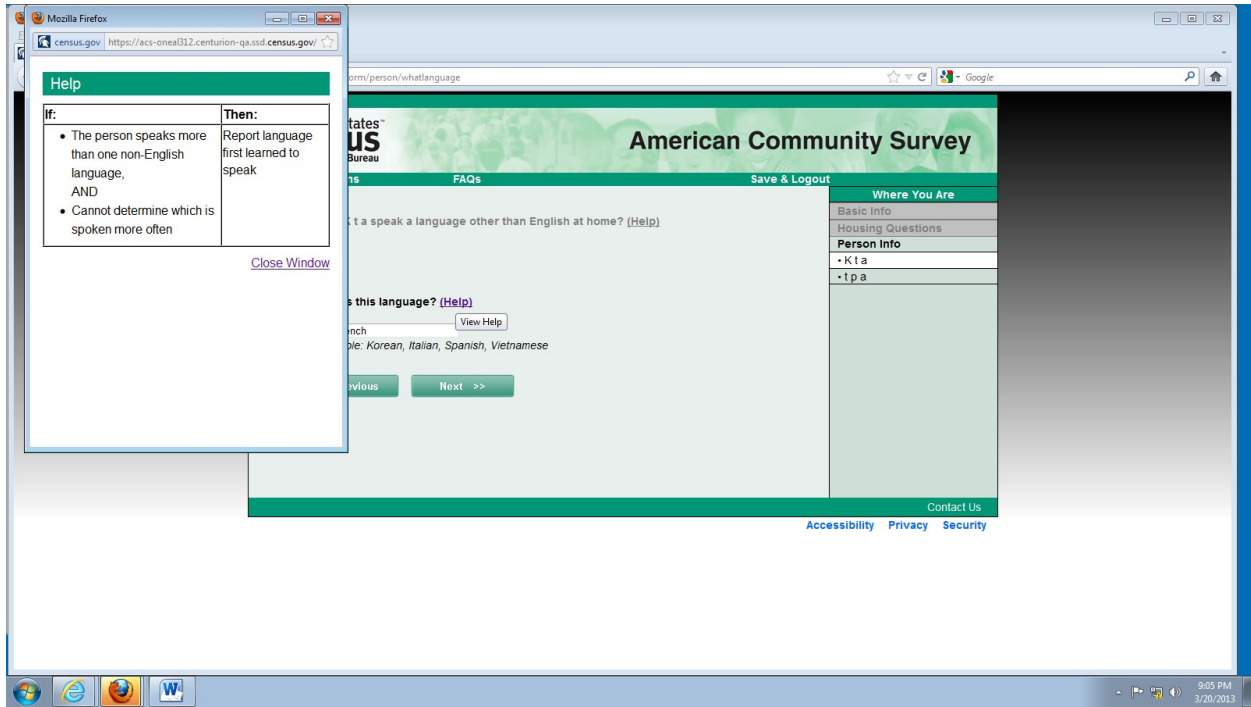 Mozilla Firefox
census.gov https://acs-oneal312.centurion-qa.ssd.census.gov/
Help
If: Then:
• The person speaks more than one non-English language,
AND
• Cannot determine which is spoken more often
Report language
first learned to
speak
Close Window
orm/person/whatlanguage
Google
tates
US
Bureau
American Community Survey
ns FAQs Save & Logout
K t a speak a language other than English at home? (Help)
s this language? (Help)
View Help
ench
ple: Korean, Italian, Spanish, Vietnamese
evious Next >>
Where You Are
Basic Info
Housing Questions
Person Info
• K t a
• t p a
Contact Us
Accessibility Privacy Security
9:05 PM
3/20/2013